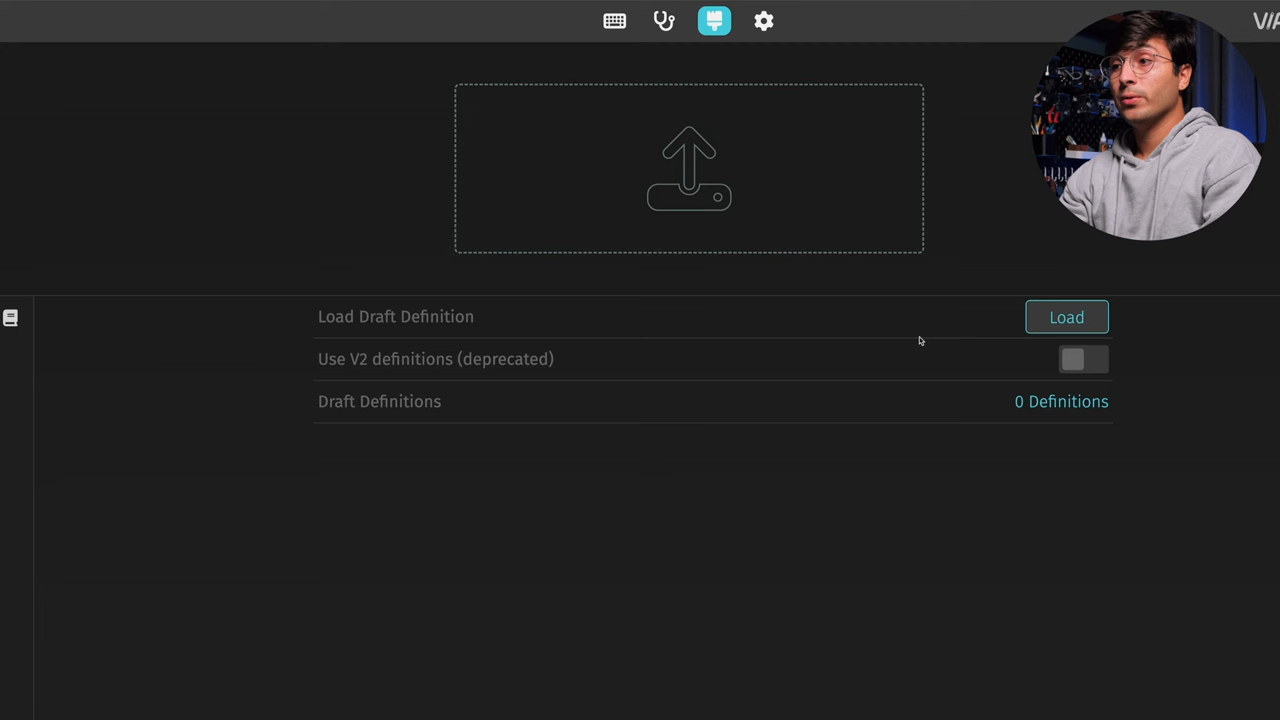 Load Draft Definition
Load
Use V2 definitions (deprecated)
Draft Definitions
0 Definitions